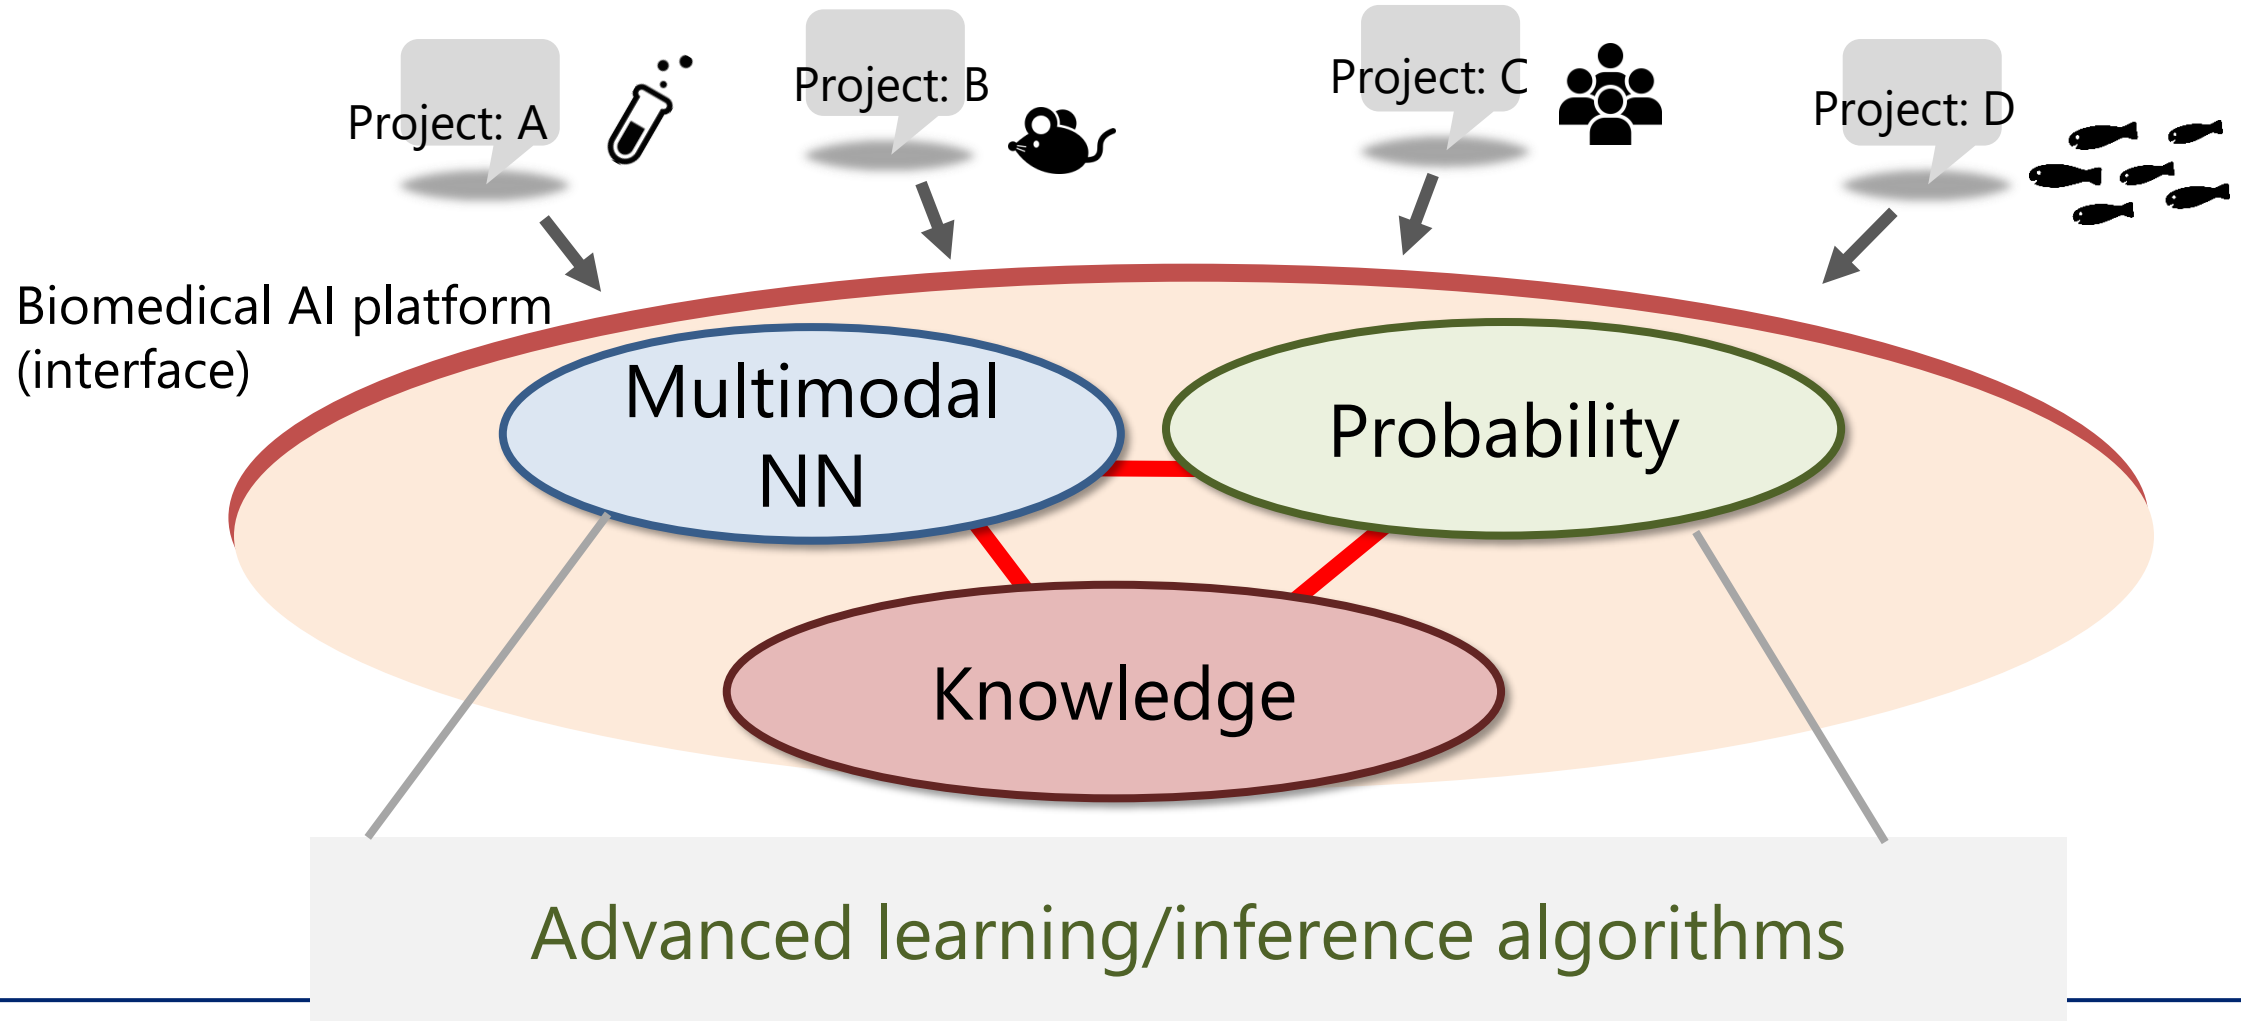 Project: A
Project: B
Project: C
Project: D
Biomedical AI platform
(interface)
Multimodal
NN
Probability
Knowledge
Advanced learning/inference algorithms